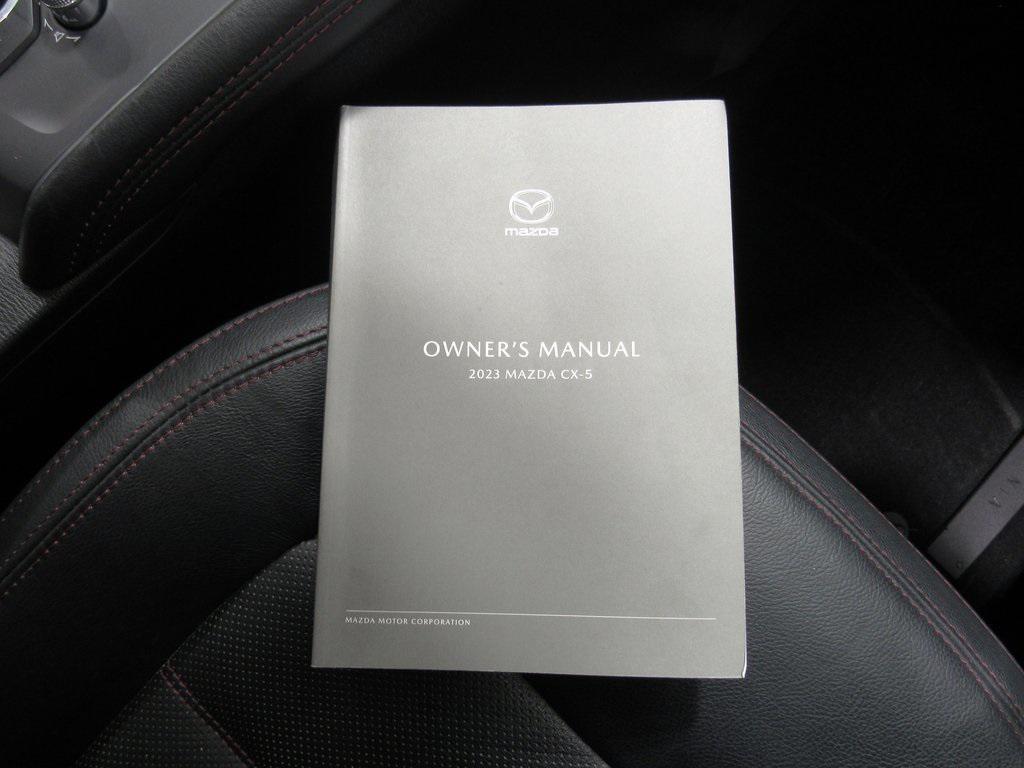 mazda
OWNER'S MANUAL
2023 MAZDA CX-5
MAZDA MOTOR CORPORATION